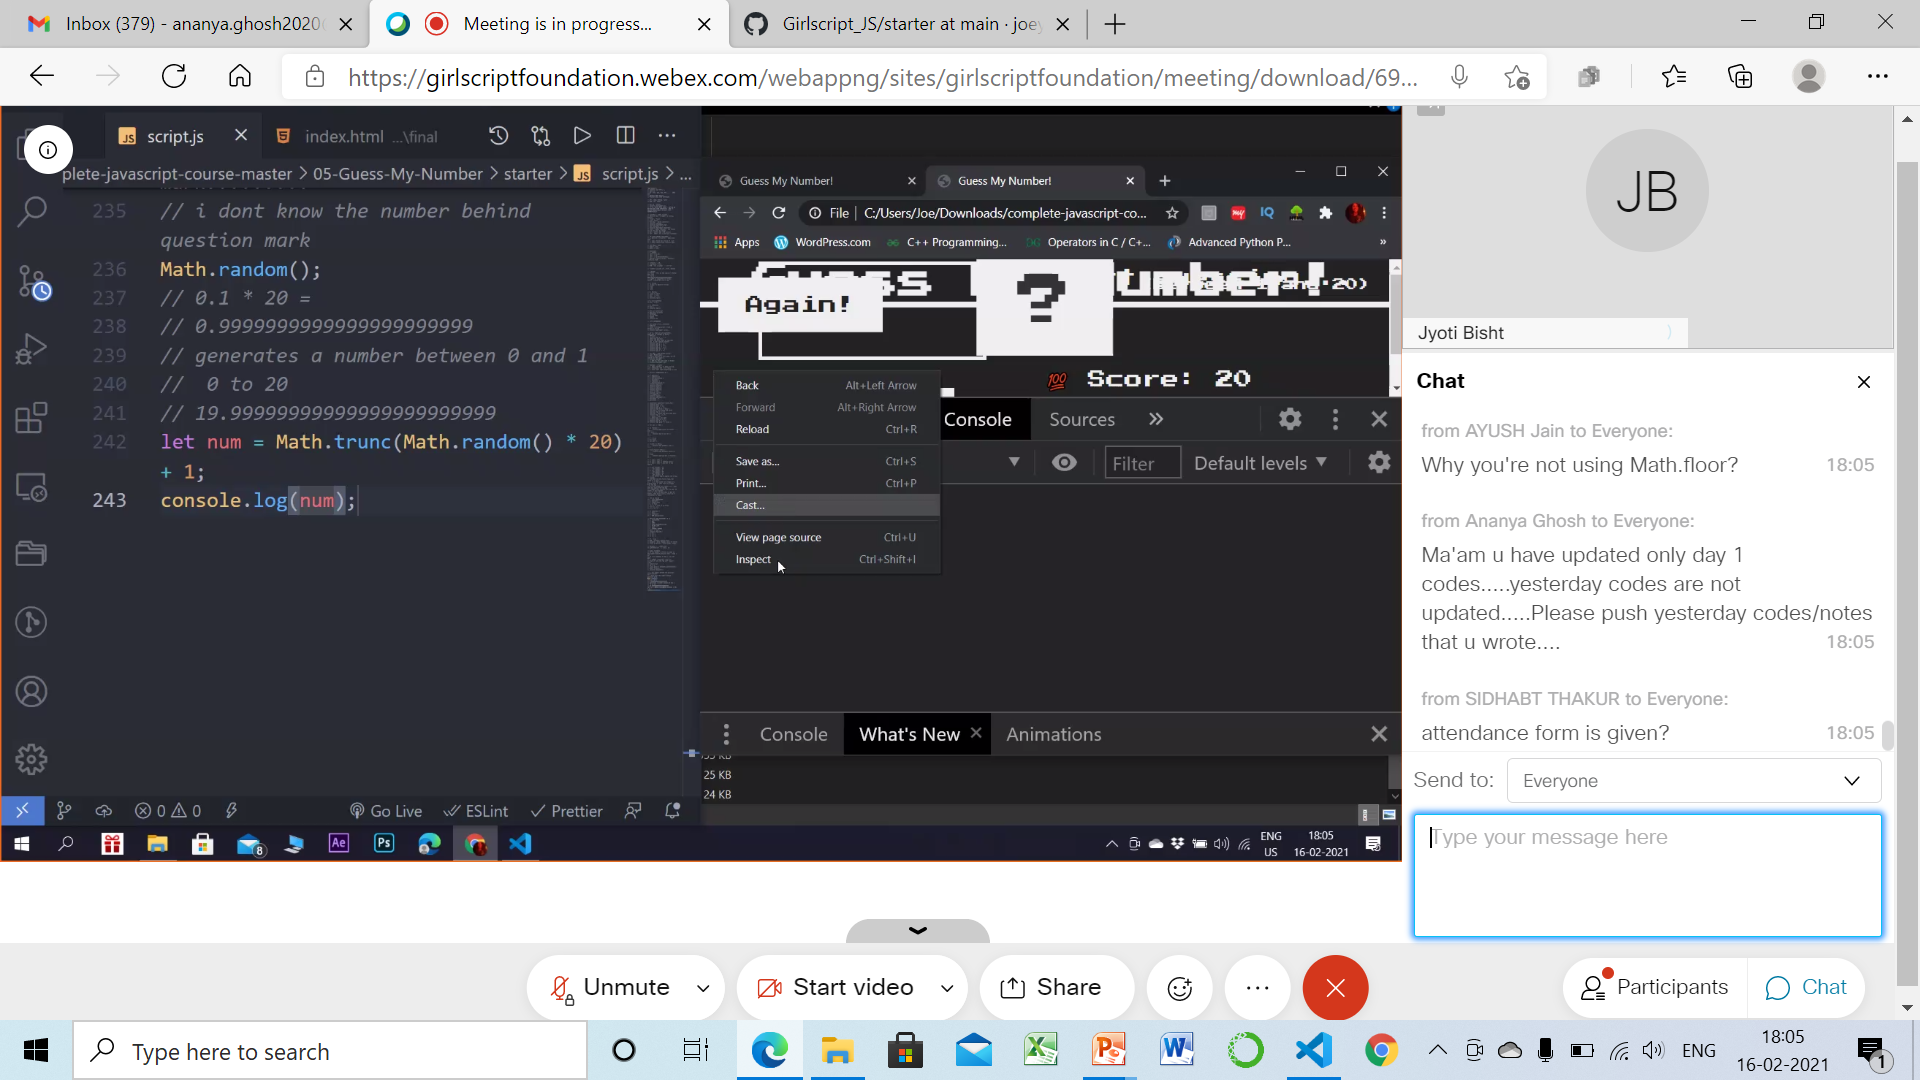 Inbox (379) - ananya.ghosh2020
Meeting is in progress...
Girlscript_JS/starter at main · joey
https://girlscriptfoundation.webex.com/webappng/sites/girlscriptfoundation/meeting/download/69...
script.js
index.html ...\final
plete-javascript-course-master > 05-Guess-My-Number > starter > JS script.js > ...
235 // i dont know the number behind
question mark
236 Math.random();
237 // 0.1 * 20 =
238
239 // generates a number between 0 and 1
240 // 0 to 20
241
242 let num = Math.trunc(Math.random() * 20)
+ 1;
243 console.log(num);
0 0
Go Live
ESLint
Prettier
Guess My Number!
Guess My Number!
File | C:/Users/Joe/Downloads/complete-javascript-co...
Apps
WordPress.com
C++ Programming...
Operators in C / C+...
Advanced Python P...
»
Again!
?
💯 Score: 20
Back Alt+Left Arrow
Forward Alt+Right Arrow
Reload Ctrl+R
Save as... Ctrl+S
Print... Ctrl+P
Cast...
View page source Ctrl+U
Inspect Ctrl+Shift+I
Console
Sources
»
Filter
Default levels
Console
What's New
Animations
25 KB
24 KB
ENG
US
18:05
16-02-2021
JB
Jyoti Bisht
Chat
from AYUSH Jain to Everyone:
Why you're not using Math.floor? 18:05
from Ananya Ghosh to Everyone:
Ma'am u have updated only day 1
codes.....yesterday codes are not
updated.....Please push yesterday codes/notes
that u wrote.... 18:05
from SIDHABT THAKUR to Everyone:
attendance form is given? 18:05
Send to: Everyone
Type your message here
Unmute
Start video
Share
Participants
Chat
Type here to search
ENG
18:05
16-02-2021
1